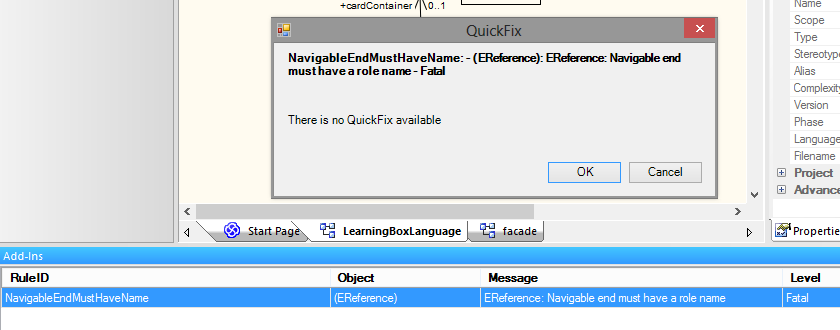 +cardContainer
0..1
QuickFix
NavigableEndMustHaveName: - (EReference): EReference: Navigable end
must have a role name - Fatal
There is no QuickFix available
OK
Cancel
Name
Scope
Type
Stereotype
Alias
Complexity
Version
Phase
Language
Filename
Project
Advance
Start Page
LearningBoxLanguage
facade
Propertie
Add-Ins
RuleID
Object
Message
Level
NavigableEndMustHaveName
(EReference)
EReference: Navigable end must have a role name
Fatal